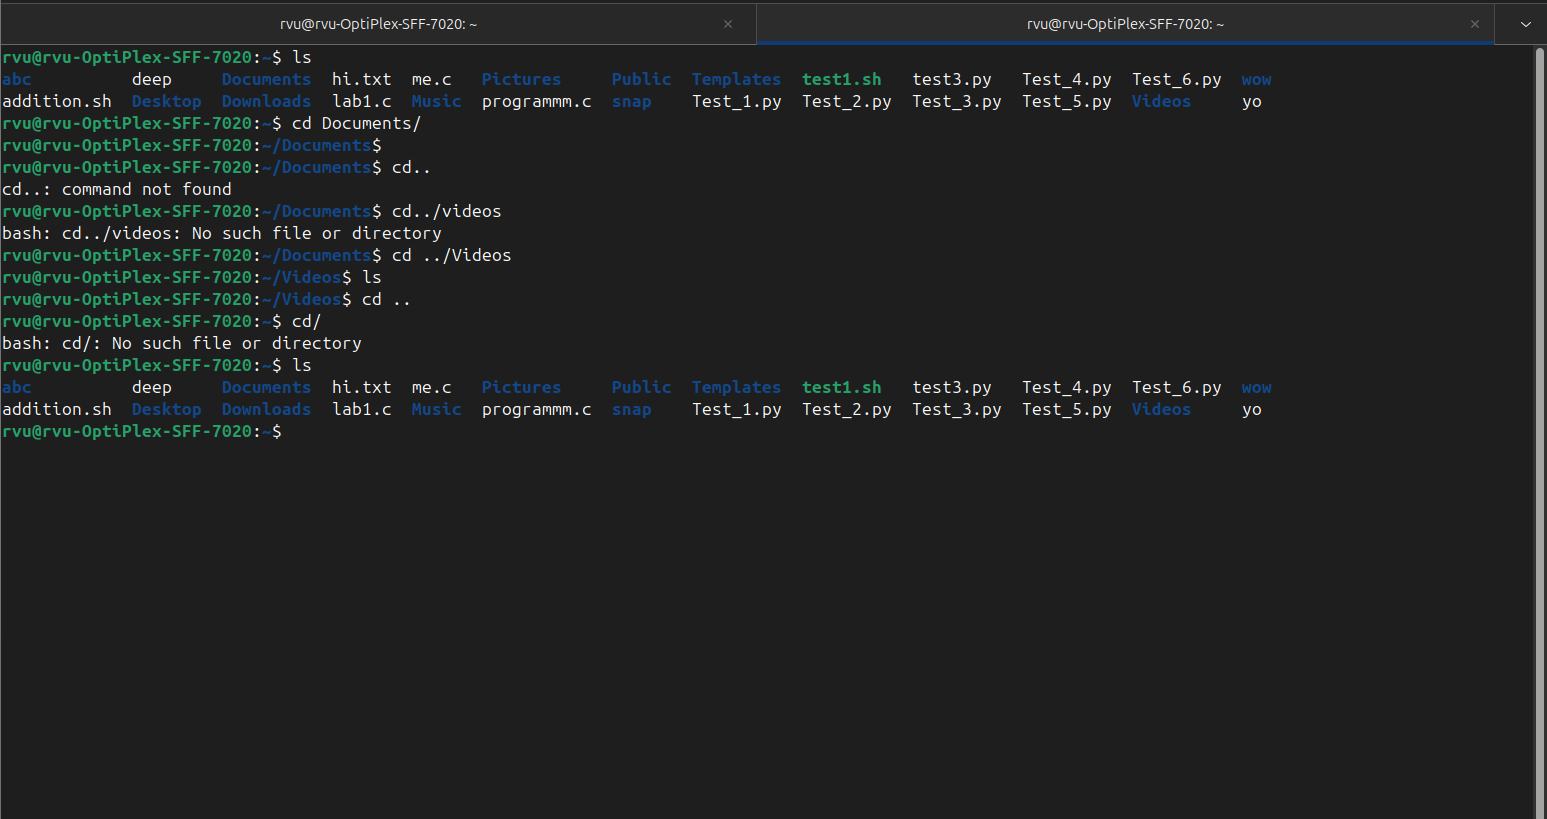 rvu@rvu-OptiPlex-SFF-7020: ~ × rvu@rvu-OptiPlex-SFF-7020: ~ ×
rvu@rvu-OptiPlex-SFF-7020:~$ ls
abc deep Documents hi.txt me.c Pictures Public Templates test1.sh test3.py Test_4.py Test_6.py wow
addition.sh Desktop Downloads lab1.c Music programmm.c snap Test_1.py Test_2.py Test_3.py Test_5.py Videos yo
rvu@rvu-OptiPlex-SFF-7020:~$ cd Documents/
rvu@rvu-OptiPlex-SFF-7020:~/Documents$
rvu@rvu-OptiPlex-SFF-7020:~/Documents$ cd..
cd..: command not found
rvu@rvu-OptiPlex-SFF-7020:~/Documents$ cd../videos
bash: cd../videos: No such file or directory
rvu@rvu-OptiPlex-SFF-7020:~/Documents$ cd ../Videos
rvu@rvu-OptiPlex-SFF-7020:~/Videos$ ls
rvu@rvu-OptiPlex-SFF-7020:~/Videos$ cd ..
rvu@rvu-OptiPlex-SFF-7020:~$ cd/
bash: cd/: No such file or directory
rvu@rvu-OptiPlex-SFF-7020:~$ ls
abc deep Documents hi.txt me.c Pictures Public Templates test1.sh test3.py Test_4.py Test_6.py wow
addition.sh Desktop Downloads lab1.c Music programmm.c snap Test_1.py Test_2.py Test_3.py Test_5.py Videos yo
rvu@rvu-OptiPlex-SFF-7020:~$